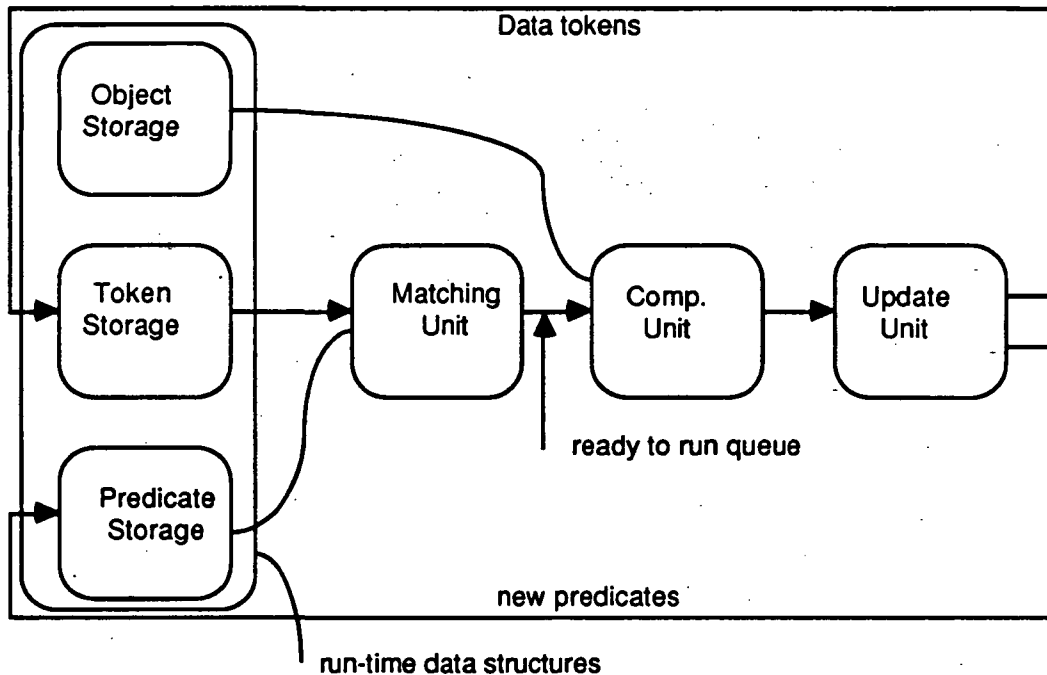 Data tokens
Object
Storage
Token
Storage
Matching
Unit
Comp.
Unit
Update
Unit
ready to run queue
Predicate
Storage
new predicates
run-time data structures